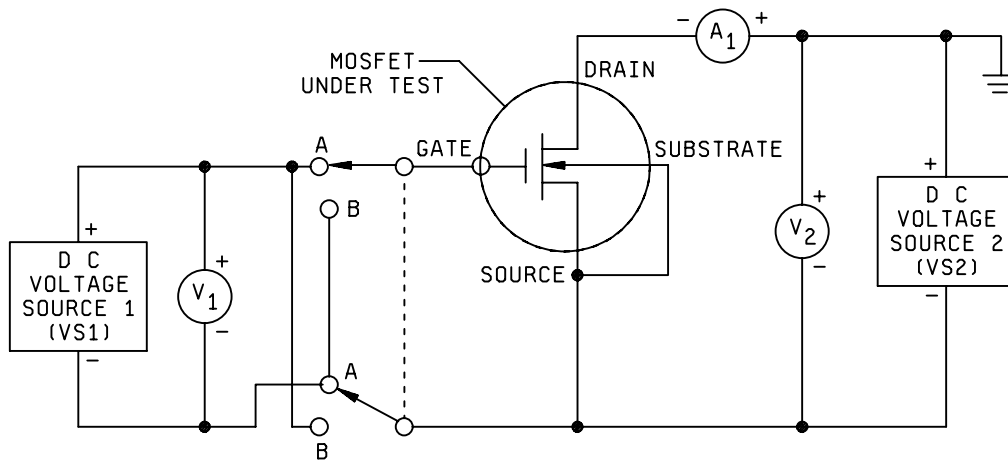 - A1 +
MOSFET
UNDER TEST
DRAIN
A
GATE
SUBSTRATE
+
+
B
+
D C
VOLTAGE
SOURCE 1
(VS1)
-
+
V1
-
SOURCE
V2
-
D C
VOLTAGE
SOURCE 2
(VS2)
-
A
B